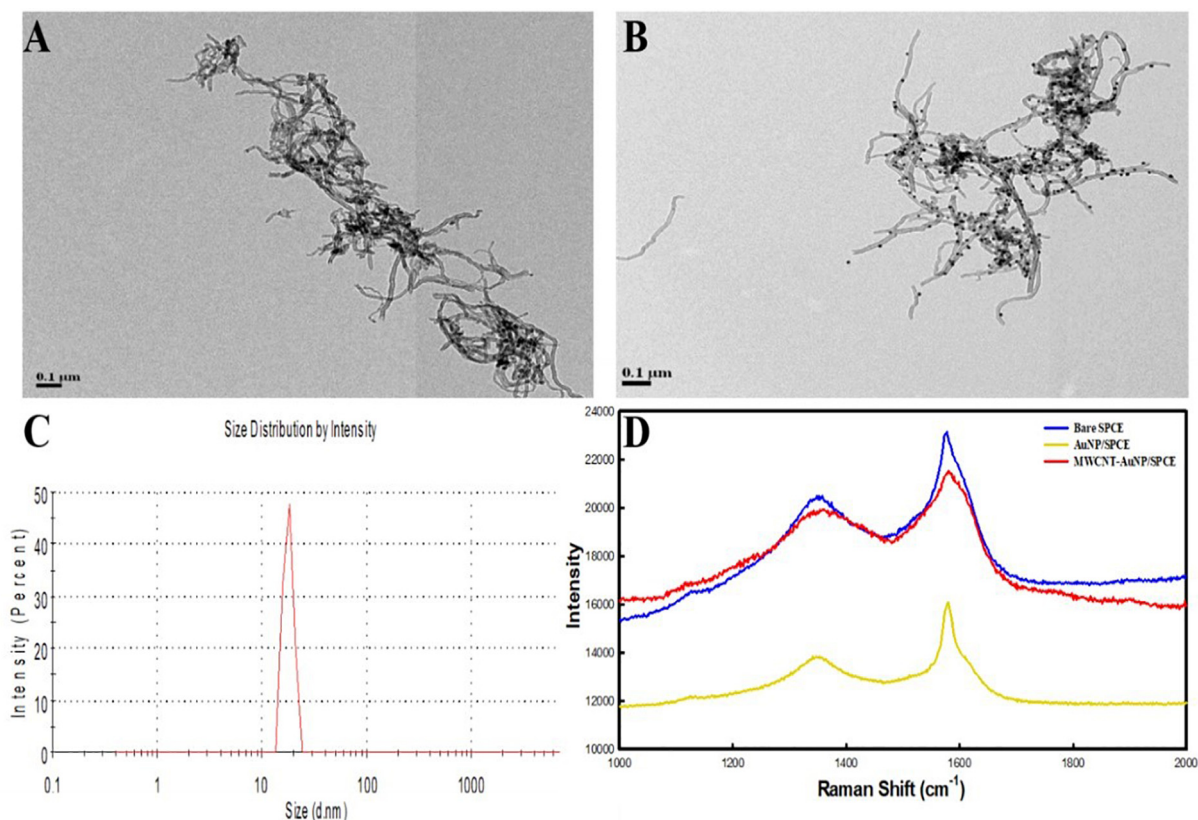 A
0.1 μm
B
0.1 μm
C
Size Distribution by Intensity
50
40
30
20
10
0
Intensity (Percent)
0.1
1
10
100
1000
Size (d.nm)
D
24000
22000
20000
18000
16000
14000
12000
10000
Intensity
Bare SPCE
AuNP/SPCE
MWCNT-AuNP/SPCE
1000
1200
1400
1600
1800
2000
Raman Shift (cm⁻¹)